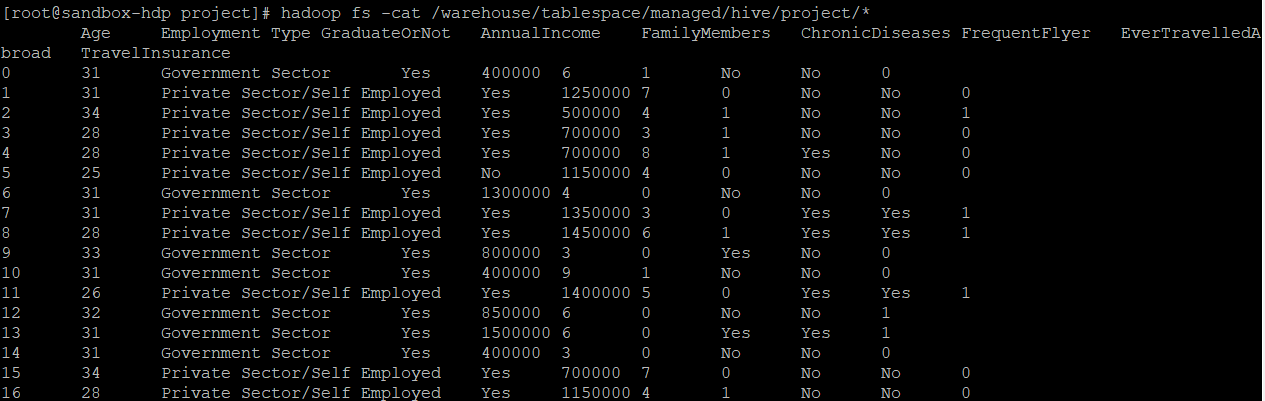 [root@sandbox-hdp project]# hadoop fs -cat /warehouse/tablespace/managed/hive/project/*
        Age     Employment Type GraduateOrNot   AnnualIncome    FamilyMembers   ChronicDiseases FrequentFlyer   EverTravelledA
broad   TravelInsurance
0       31      Government Sector       Yes     400000  6       1       No      No      0
1       31      Private Sector/Self Employed    Yes     1250000 7       0       No      No      0
2       34      Private Sector/Self Employed    Yes     500000  4       1       No      No      1
3       28      Private Sector/Self Employed    Yes     700000  3       1       No      No      0
4       28      Private Sector/Self Employed    Yes     700000  8       1       Yes     No      0
5       25      Private Sector/Self Employed    No      1150000 4       0       No      No      0
6       31      Government Sector       Yes     1300000 4       0       No      No      0
7       31      Private Sector/Self Employed    Yes     1350000 3       0       Yes     Yes     1
8       28      Private Sector/Self Employed    Yes     1450000 6       1       Yes     Yes     1
9       33      Government Sector       Yes     800000  3       0       Yes     No      0
10      31      Government Sector       Yes     400000  9       1       No      No      0
11      26      Private Sector/Self Employed    Yes     1400000 5       0       Yes     Yes     1
12      32      Government Sector       Yes     850000  6       0       No      No      1
13      31      Government Sector       Yes     1500000 6       0       Yes     Yes     1
14      31      Government Sector       Yes     400000  3       0       No      No      0
15      34      Private Sector/Self Employed    Yes     700000  7       0       No      No      0
16      28      Private Sector/Self Employed    Yes     1150000 4       1       No      No      0